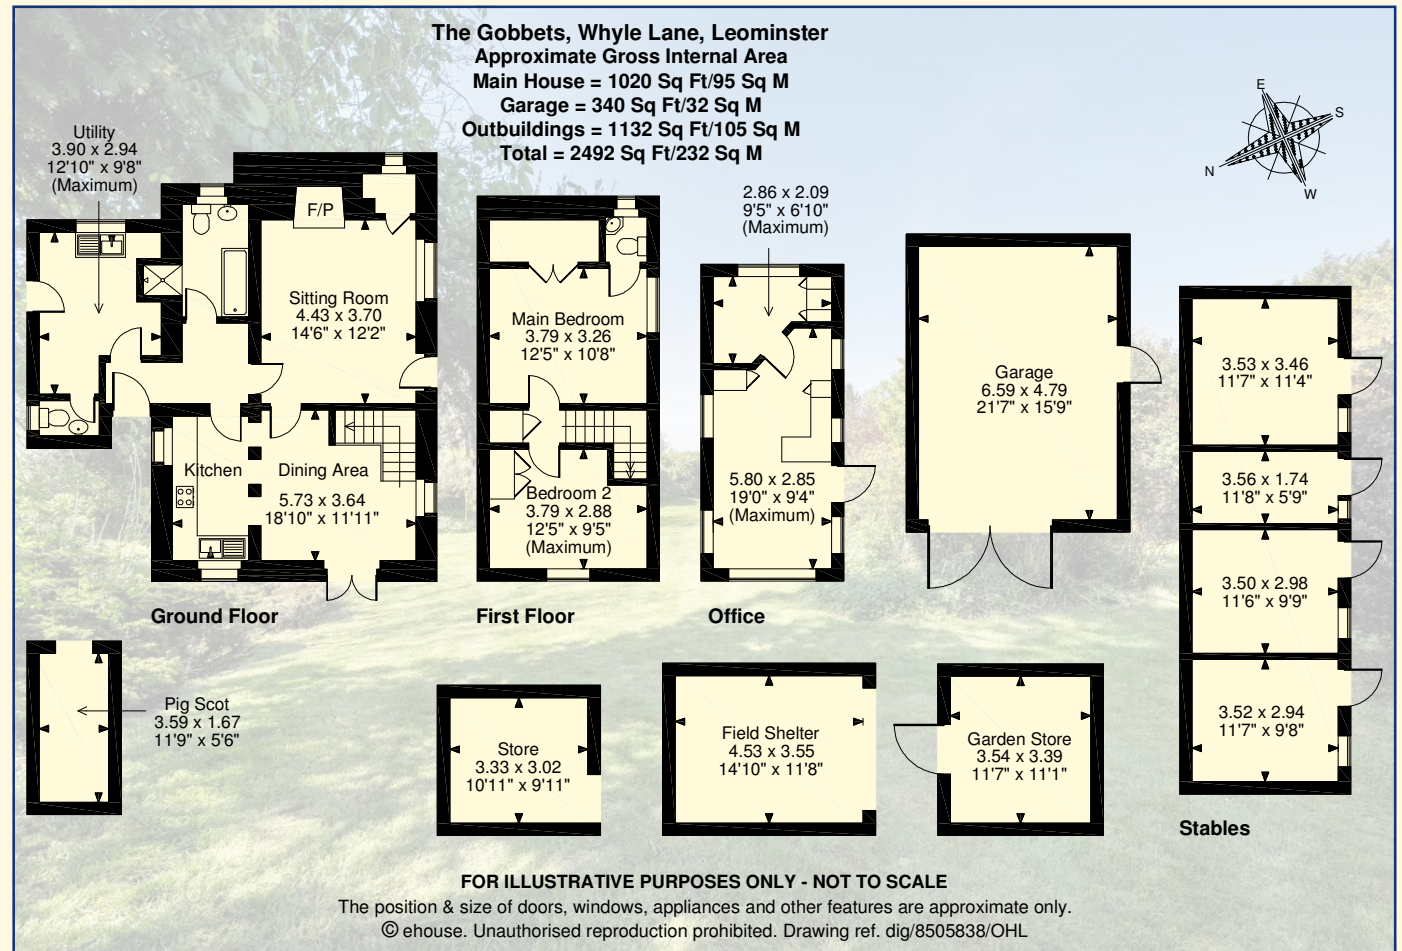 The Gobbets, Whyle Lane, Leominster
Approximate Gross Internal Area
Main House = 1020 Sq Ft/95 Sq M
Garage = 340 Sq Ft/32 Sq M
Outbuildings = 1132 Sq Ft/105 Sq M
Total = 2492 Sq Ft/232 Sq M
E
S
N
W
Utility
3.90 x 2.94
12'10" x 9'8"
(Maximum)
F/P
Sitting Room
4.43 x 3.70
14'6" x 12'2"
Kitchen
Dining Area
5.73 x 3.64
18'10" x 11'11"
Ground Floor
Main Bedroom
3.79 x 3.26
12'5" x 10'8"
Bedroom 2
3.79 x 2.88
12'5" x 9'5"
(Maximum)
First Floor
2.86 x 2.09
9'5" x 6'10"
(Maximum)
5.80 x 2.85
19'0" x 9'4"
(Maximum)
Office
Garage
6.59 x 4.79
21'7" x 15'9"
3.53 x 3.46
11'7" x 11'4"
3.56 x 1.74
11'8" x 5'9"
3.50 x 2.98
11'6" x 9'9"
3.52 x 2.94
11'7" x 9'8"
Stables
Pig Scot
3.59 x 1.67
11'9" x 5'6"
Store
3.33 x 3.02
10'11" x 9'11"
Field Shelter
4.53 x 3.55
14'10" x 11'8"
Garden Store
3.54 x 3.39
11'7" x 11'1"
FOR ILLUSTRATIVE PURPOSES ONLY - NOT TO SCALE
The position & size of doors, windows, appliances and other features are approximate only.
© ehouse. Unauthorised reproduction prohibited. Drawing ref. dig/8505838/OHL